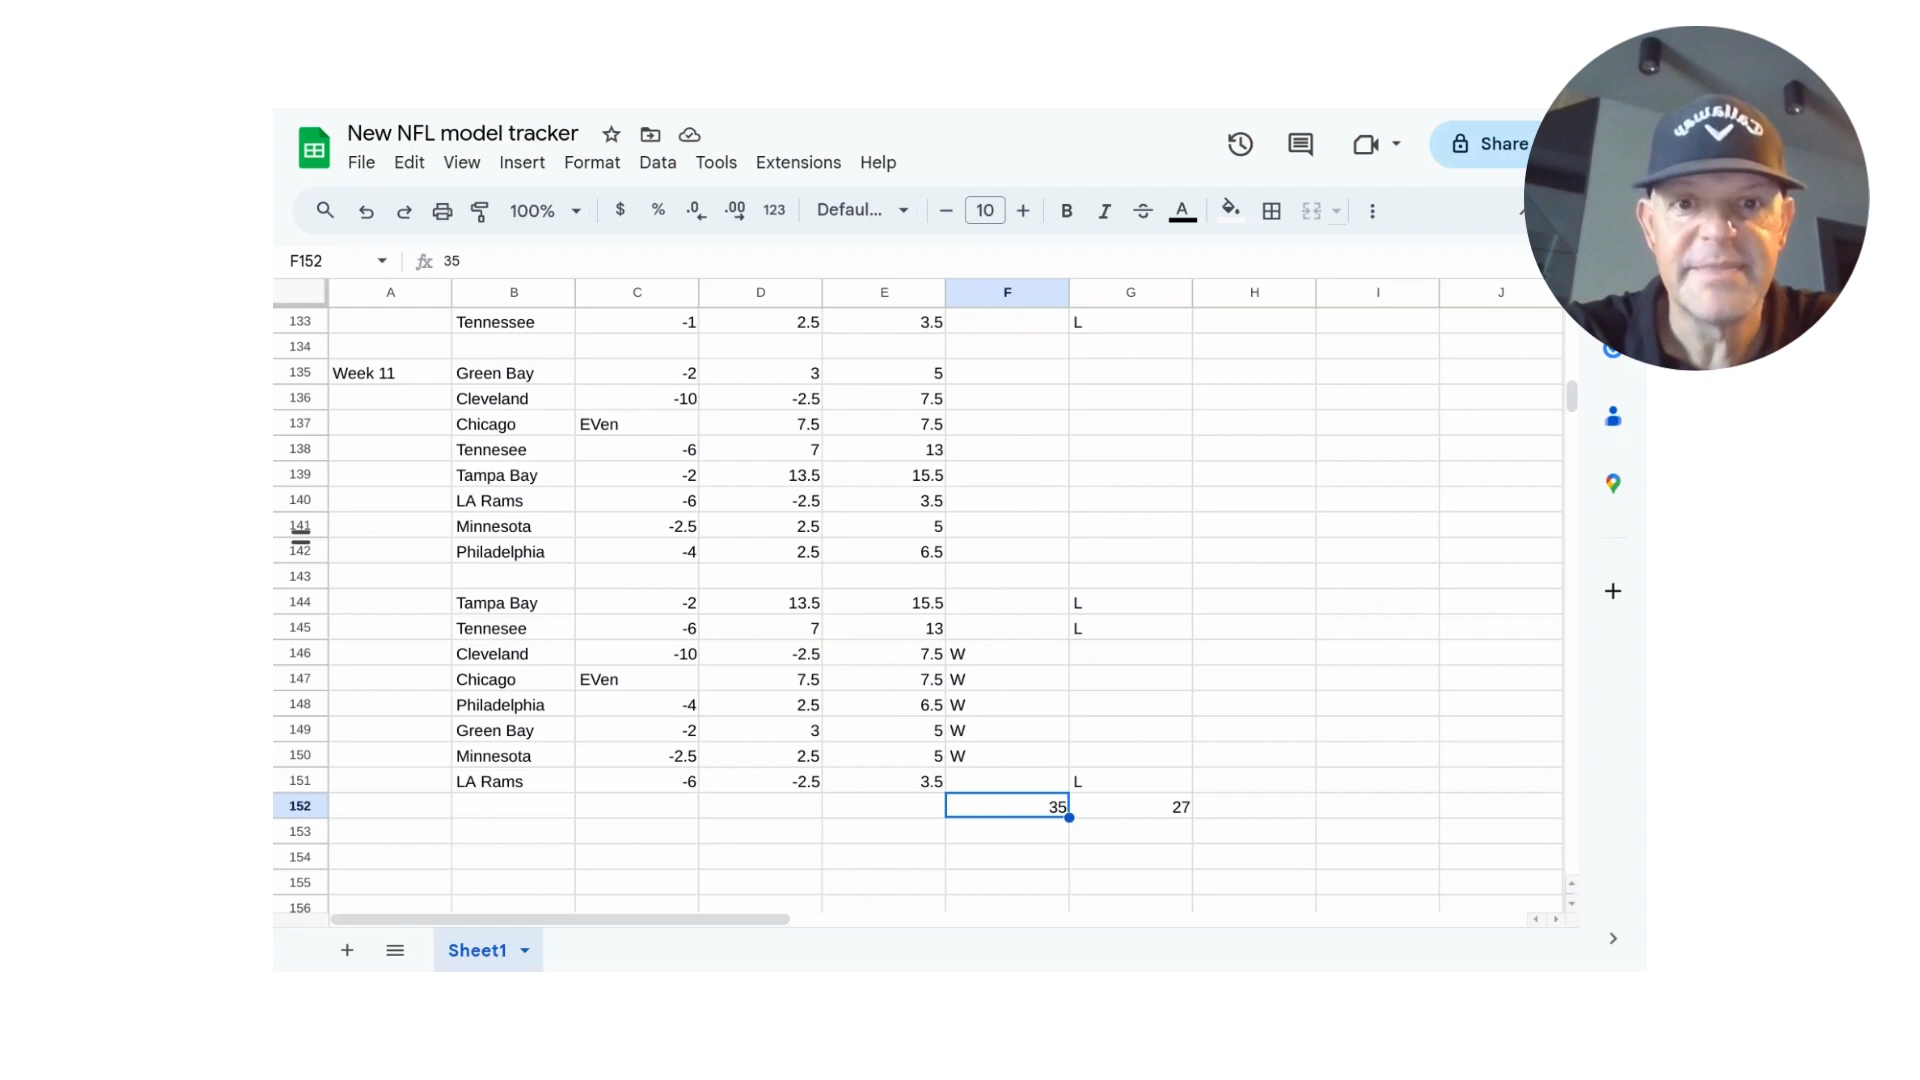 New NFL model tracker
File Edit View Insert Format Data Tools Extensions Help
Share
100% $ % .0 .00 123 Defaul... 10 B I A
F152 fx 35
A B C D E F G H I J
133 Tennessee -1 2.5 3.5 L
134
135 Week 11 Green Bay -2 3 5
136 Cleveland -10 -2.5 7.5
137 Chicago EVen 7.5 7.5
138 Tennesee -6 7 13
139 Tampa Bay -2 13.5 15.5
140 LA Rams -6 -2.5 3.5
141 Minnesota -2.5 2.5 5
142 Philadelphia -4 2.5 6.5
143
144 Tampa Bay -2 13.5 15.5 L
145 Tennesee -6 7 13 L
146 Cleveland -10 -2.5 7.5 W
147 Chicago EVen 7.5 7.5 W
148 Philadelphia -4 2.5 6.5 W
149 Green Bay -2 3 5 W
150 Minnesota -2.5 2.5 5 W
151 LA Rams -6 -2.5 3.5 L
152 35 27
153
154
155
156
Sheet1
Callaway